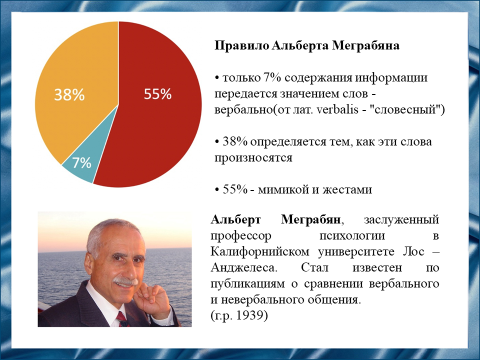 38%
55%
7%
Правило Альберта Меграбяна
• только 7% содержания информации
передается значением слов -
вербально(от лат. verbalis - "словесный")
• 38% определяется тем, как эти слова
произносятся
• 55% - мимикой и жестами
Альберт Меграбян, заслуженный
профессор психологии в
Калифорнийском университете Лос –
Анджелеса. Стал известен по
публикациям о сравнении вербального
и невербального общения.
(г.р. 1939)